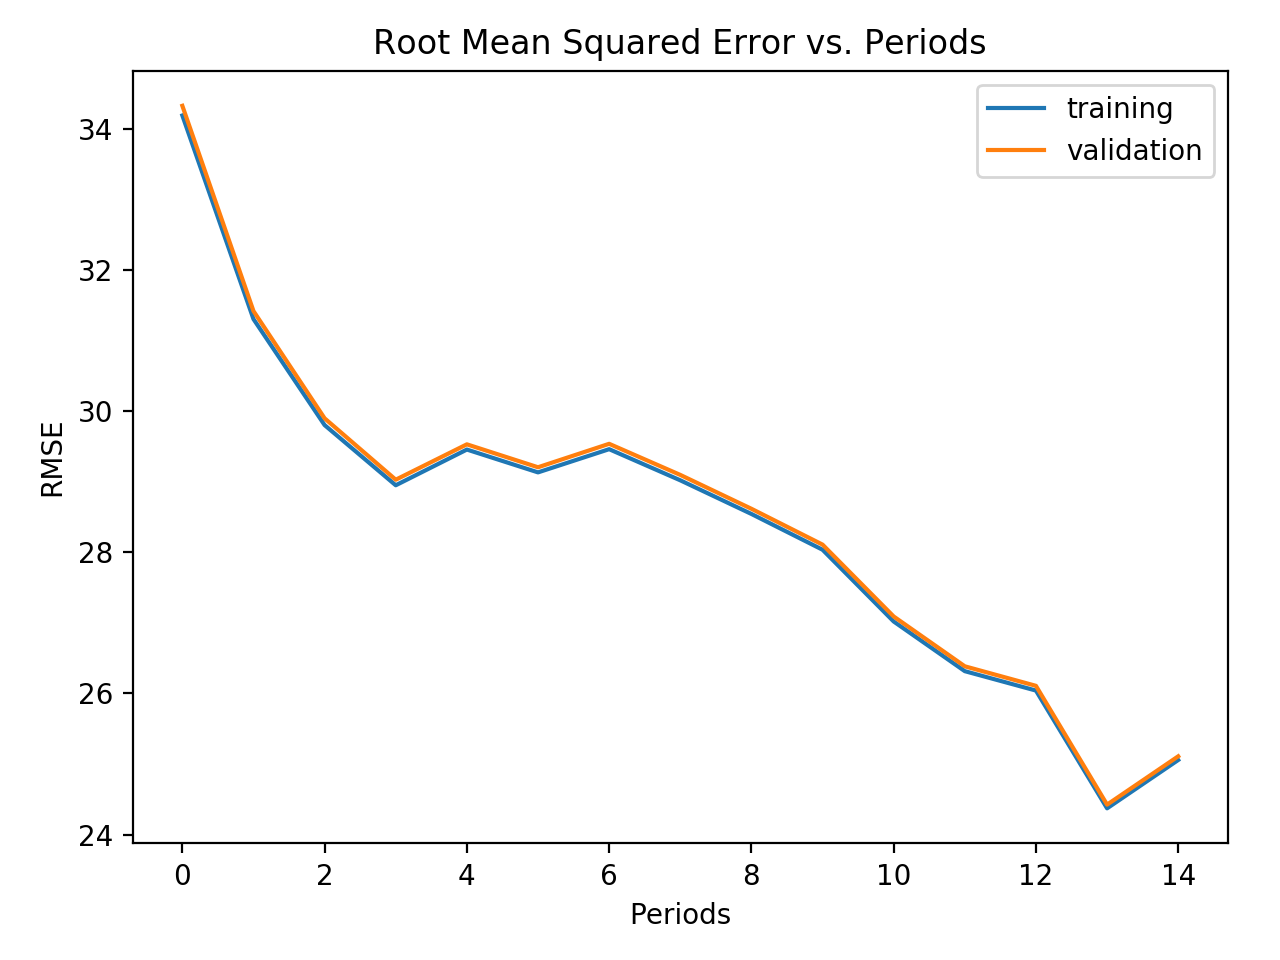 Root Mean Squared Error vs. Periods
training
validation
34
32
30
28
26
24
RMSE
0 2 4 6 8 10 12 14
Periods